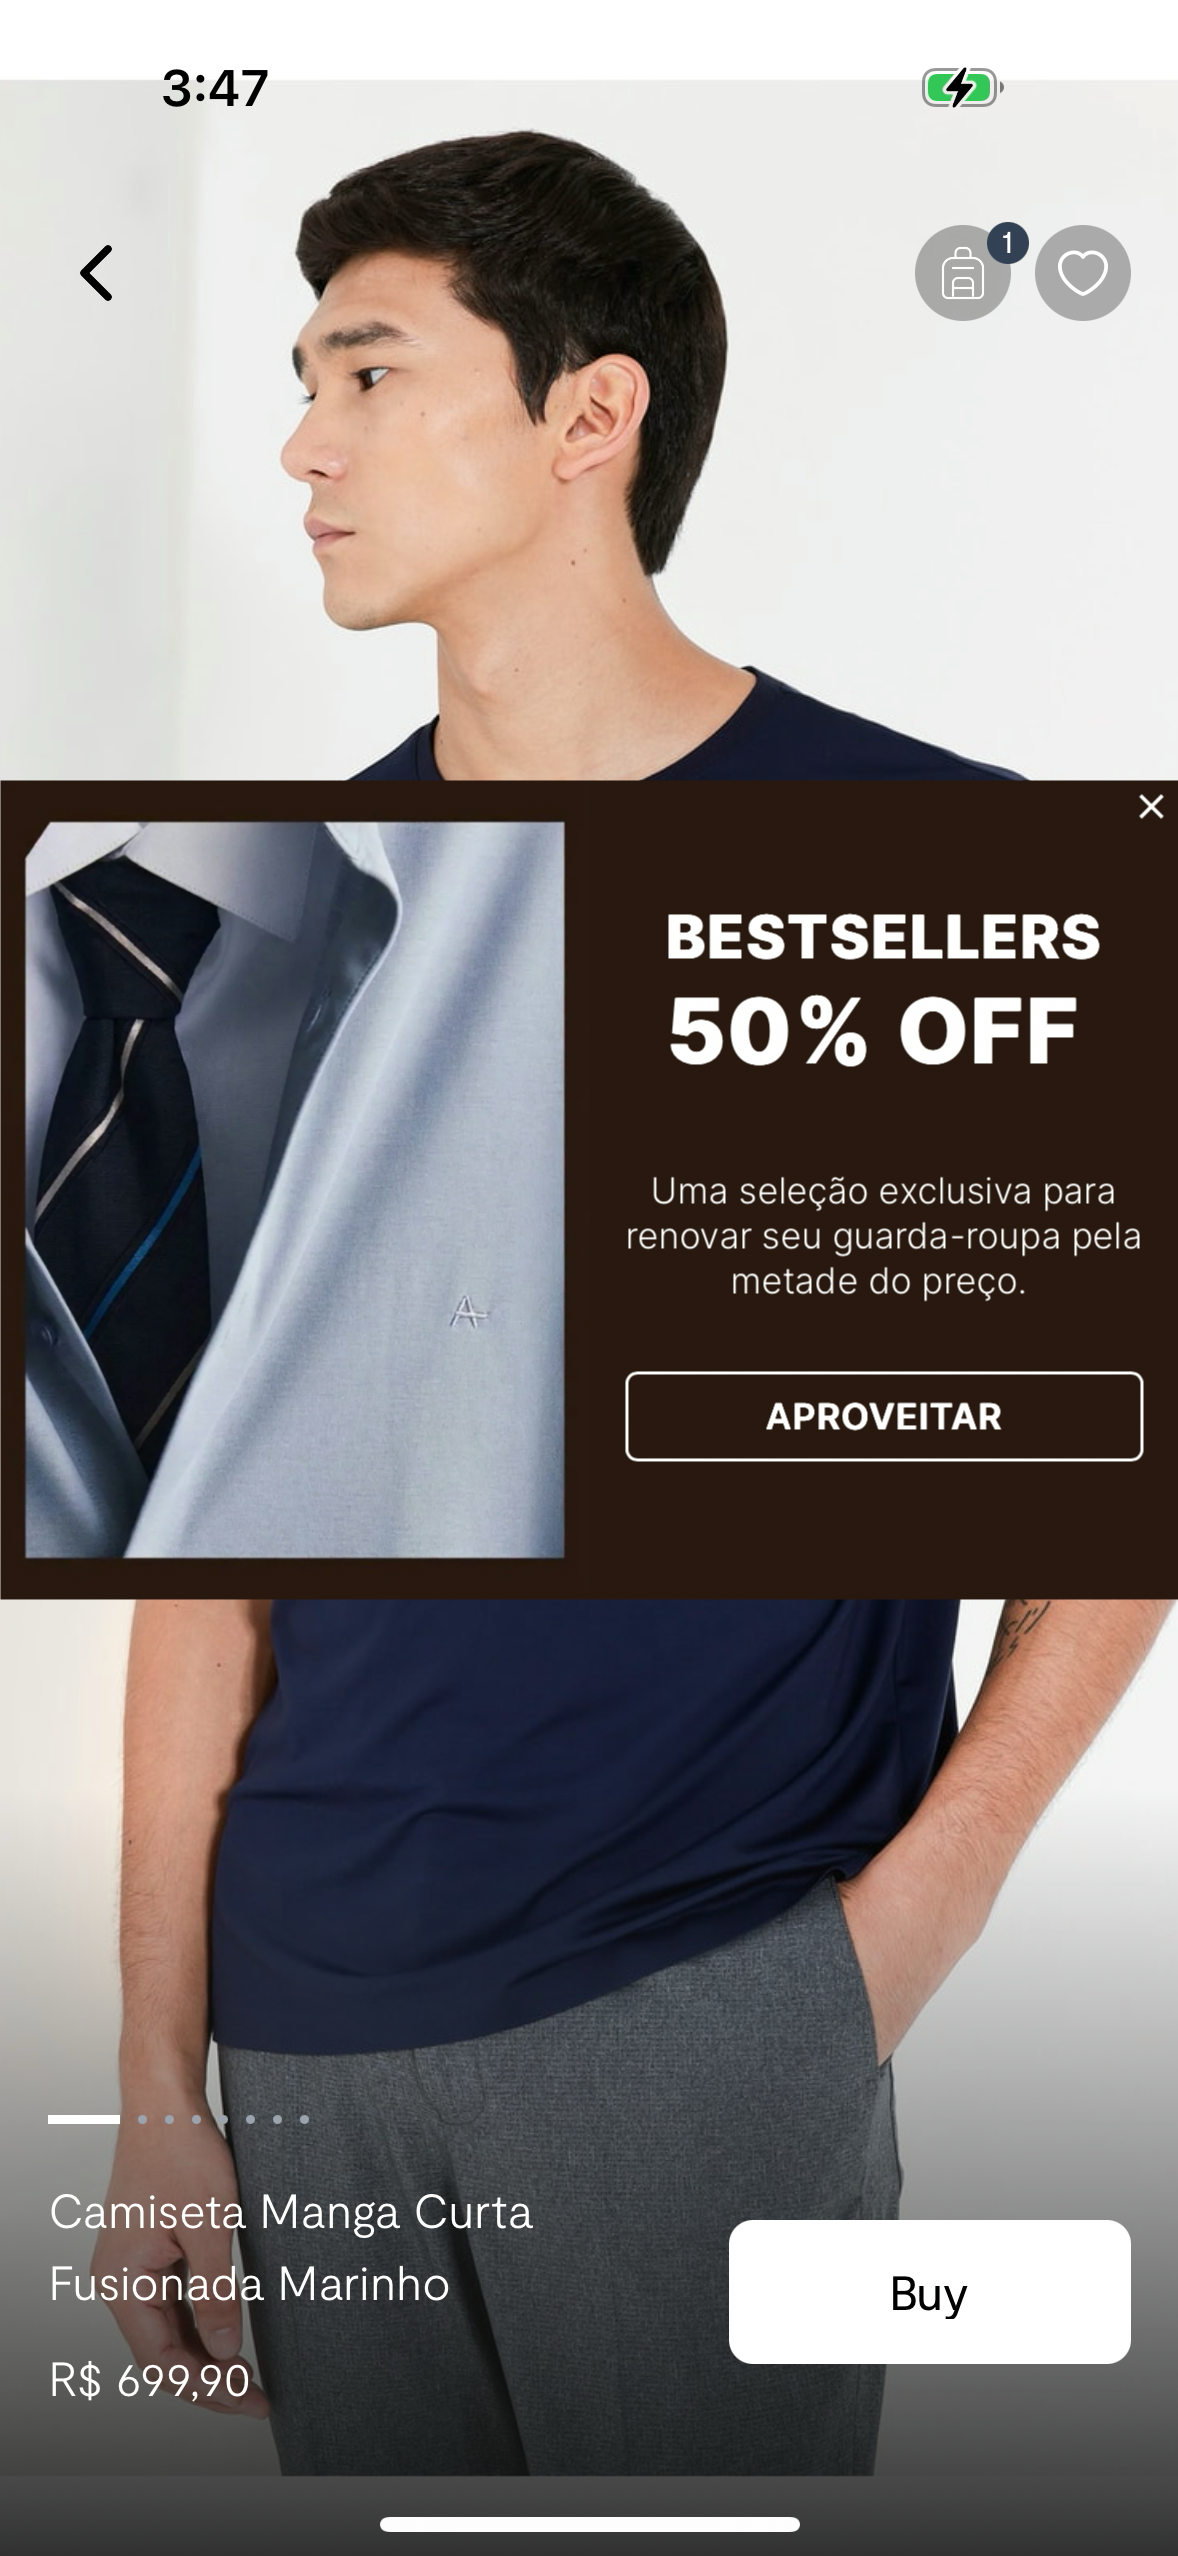 3:47
1
BESTSELLERS
50% OFF
Uma seleção exclusiva para
renovar seu guarda-roupa pela
metade do preço.
APROVEITAR
Camiseta Manga Curta
Fusionada Marinho
R$ 699,90
Buy